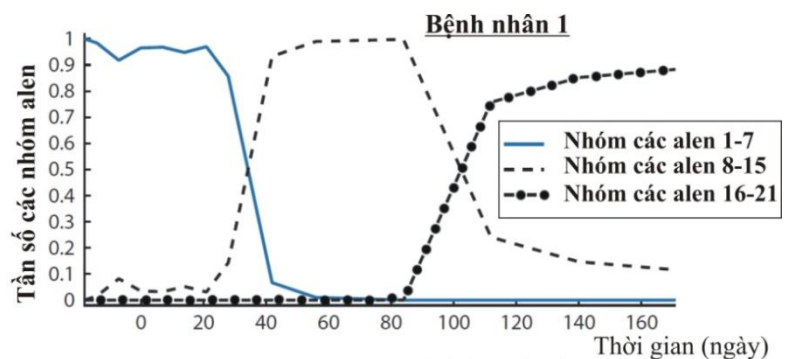 Bệnh nhân 1
Tần số các nhóm alen
1
0.9
0.8
0.7
0.6
0.5
0.4
0.3
0.2
0.1
0
Nhóm các alen 1-7
Nhóm các alen 8-15
Nhóm các alen 16-21
0 20 40 60 80 100 120 140 160
Thời gian (ngày)